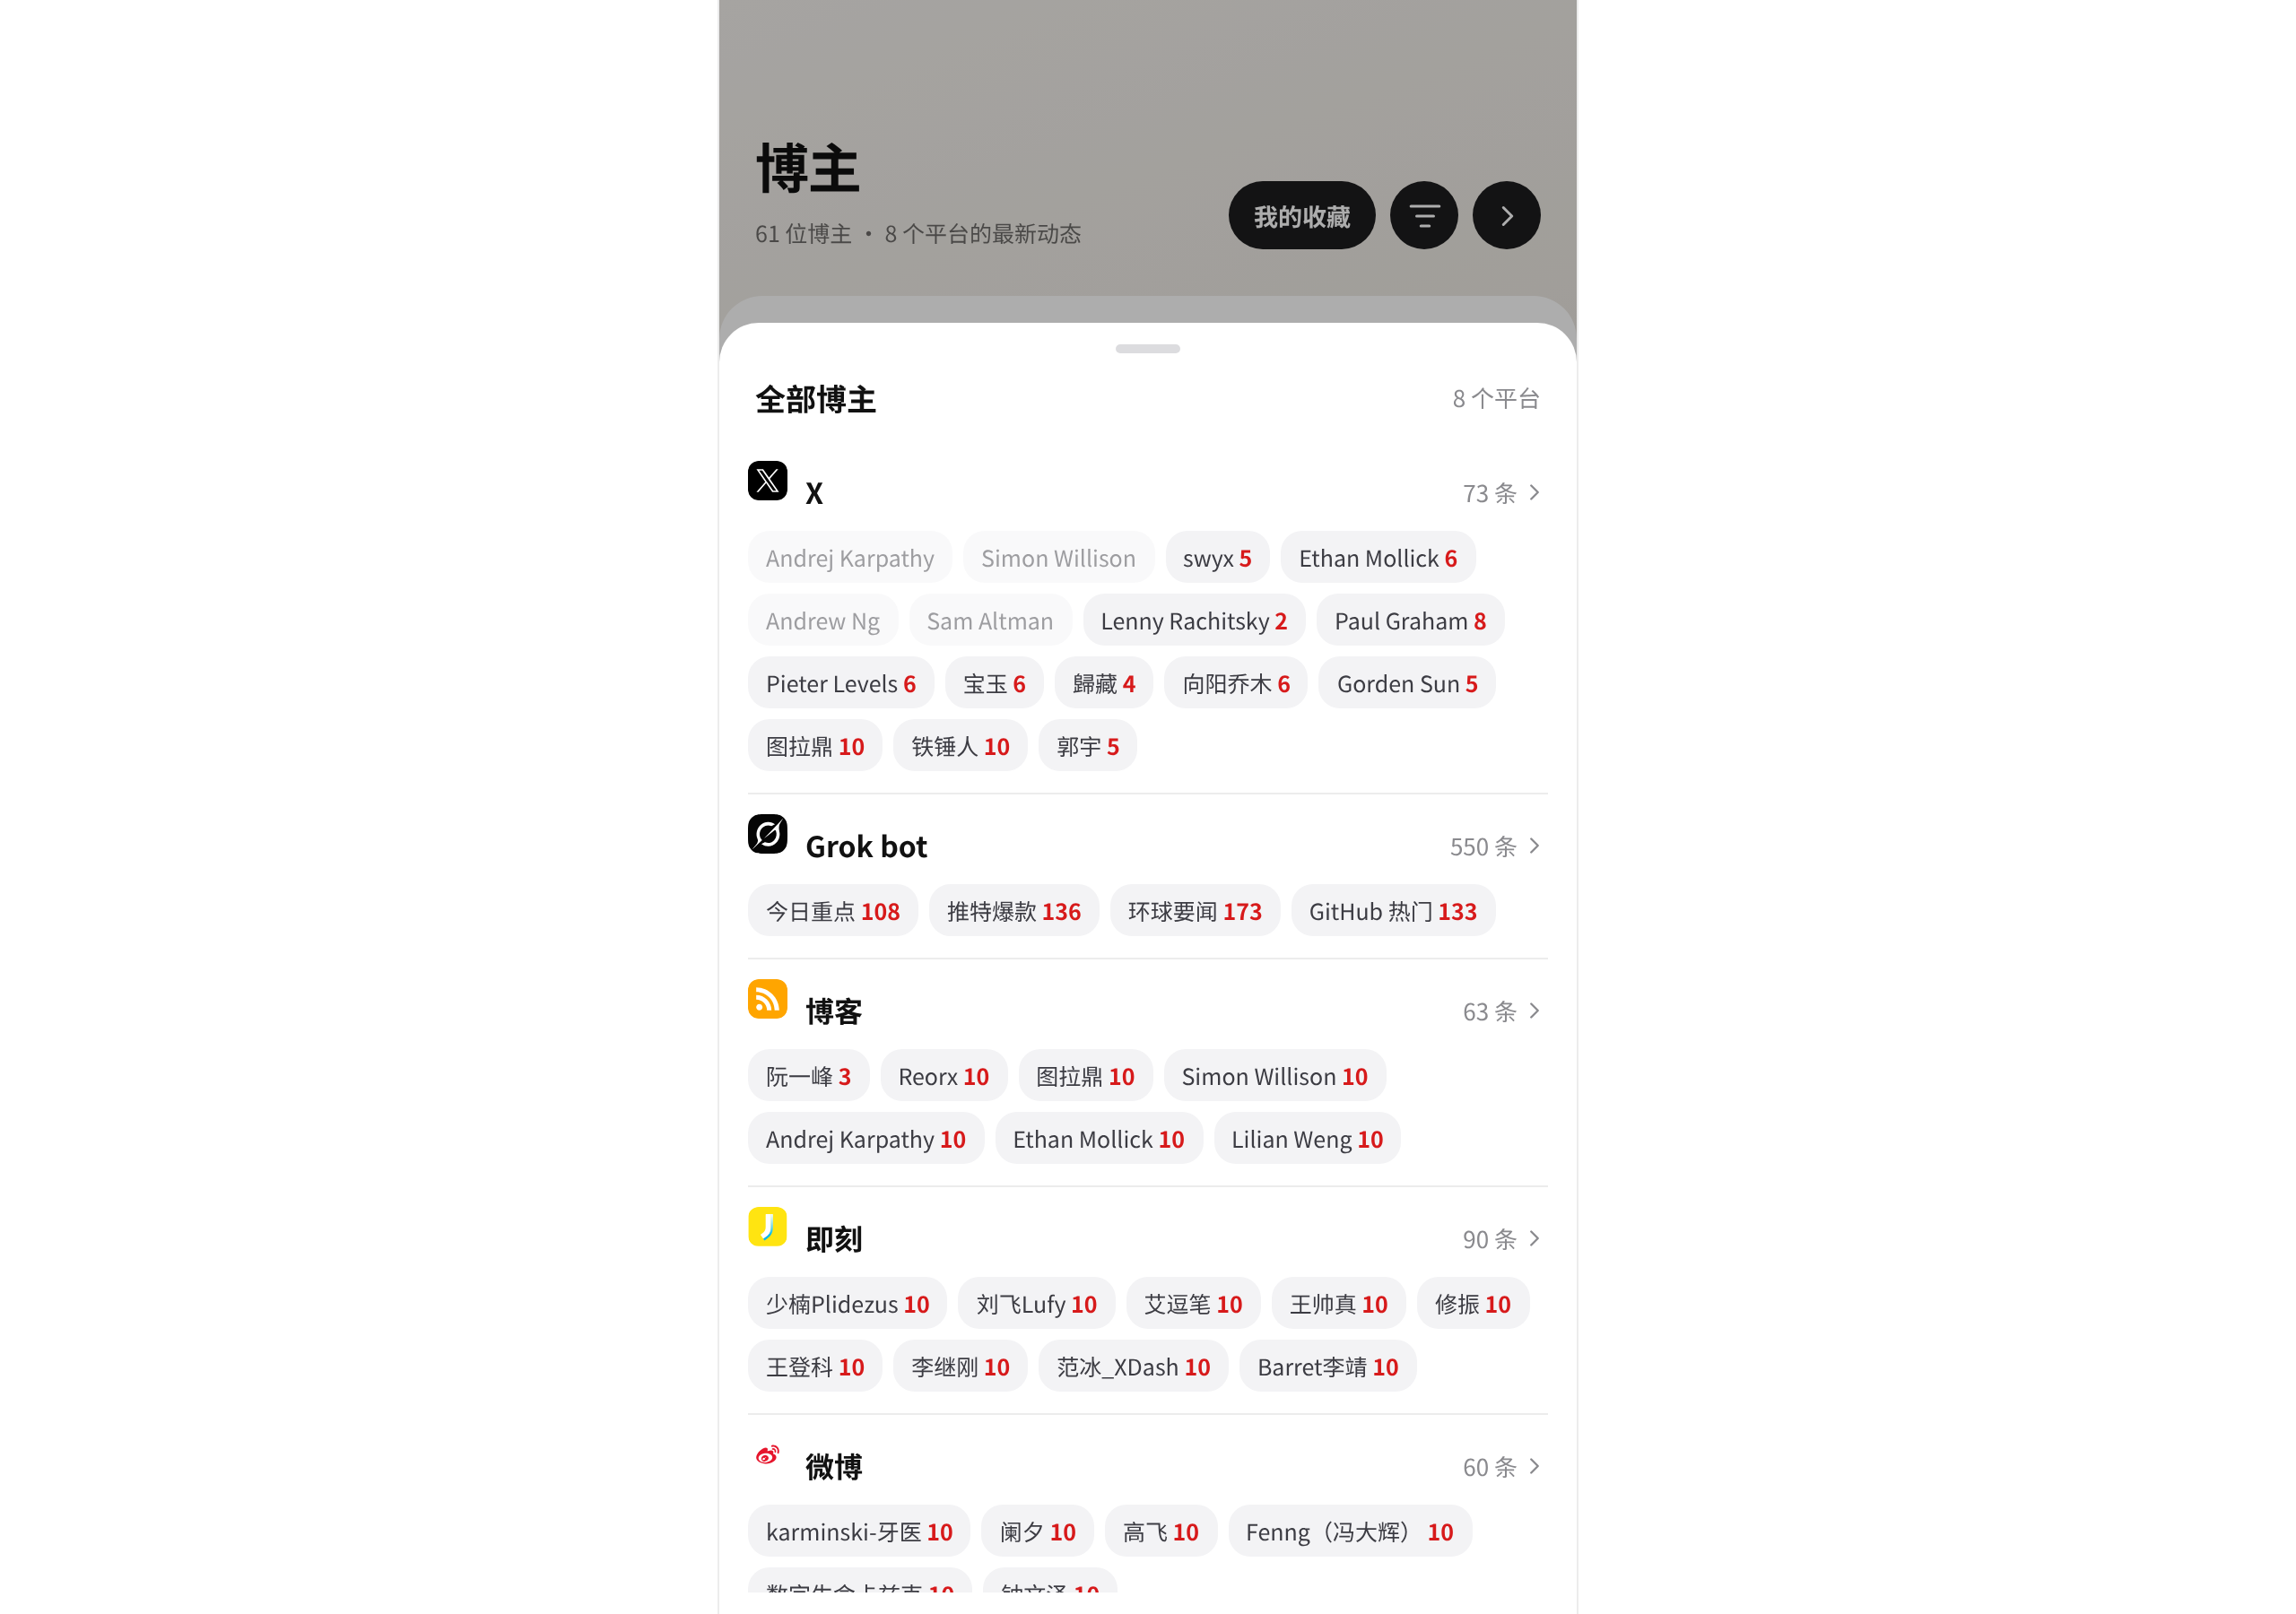 博主
61 位博主 · 8 个平台的最新动态
我的收藏
全部博主
8 个平台
X
73 条
Andrej Karpathy Simon Willison swyx 5 Ethan Mollick 6
Andrew Ng Sam Altman Lenny Rachitsky 2 Paul Graham 8
Pieter Levels 6 宝玉 6 歸藏 4 向阳乔木 6 Gorden Sun 5
图拉鼎 10 铁锤人 10 郭宇 5
Grok bot
550 条
今日重点 108 推特爆款 136 环球要闻 173 GitHub 热门 133
博客
63 条
阮一峰 3 Reorx 10 图拉鼎 10 Simon Willison 10
Andrej Karpathy 10 Ethan Mollick 10 Lilian Weng 10
即刻
90 条
少楠Plidezus 10 刘飞Lufy 10 艾逗笔 10 王帅真 10 修振 10
王登科 10 李继刚 10 范冰_XDash 10 Barret李靖 10
微博
60 条
karminski-牙医 10 阑夕 10 高飞 10 Fenng（冯大辉） 10